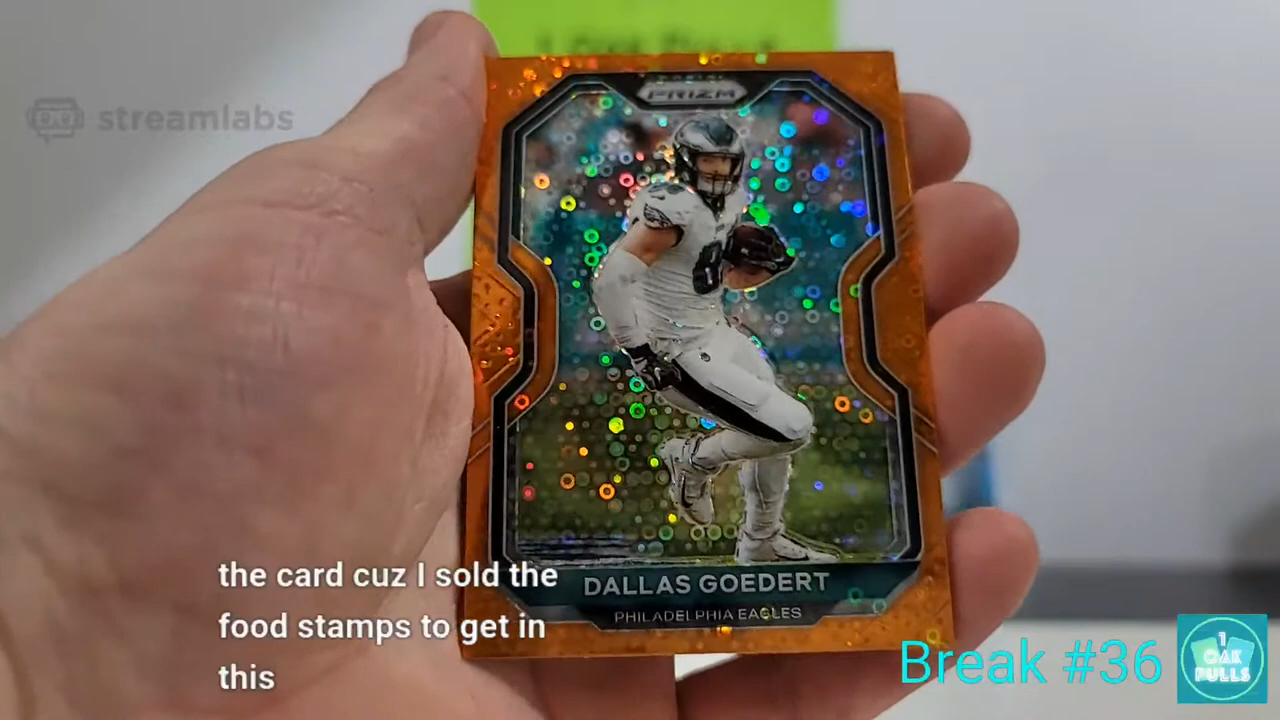 streamlabs
PRIZM
8
DALLAS GOEDERT
PHILADELPHIA EAGLES
the card cuz I sold the
food stamps to get in
this
Break #36
1
OAK
PULLS